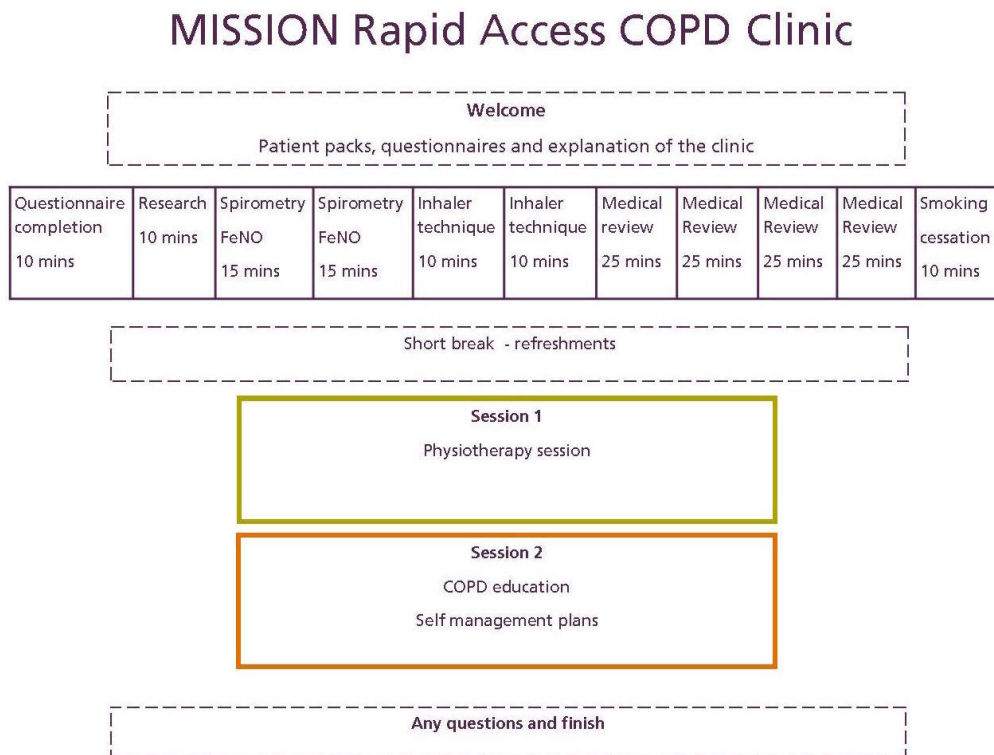 MISSION Rapid Access COPD Clinic
Welcome
Patient packs, questionnaires and explanation of the clinic
Questionnaire
completion
10 mins
Research
10 mins
Spirometry
FeNO
15 mins
Spirometry
FeNO
15 mins
Inhaler
technique
10 mins
Inhaler
technique
10 mins
Medical
review
25 mins
Medical
Review
25 mins
Medical
Review
25 mins
Medical
Review
25 mins
Smoking
cessation
10 mins
Short break - refreshments
Session 1
Physiotherapy session
Session 2
COPD education
Self management plans
Any questions and finish